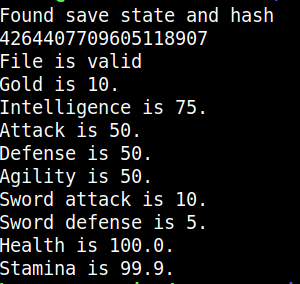 Found save state and hash
4264407709605118907
File is valid
Gold is 10.
Intelligence is 75.
Attack is 50.
Defense is 50.
Agility is 50.
Sword attack is 10.
Sword defense is 5.
Health is 100.0.
Stamina is 99.9.